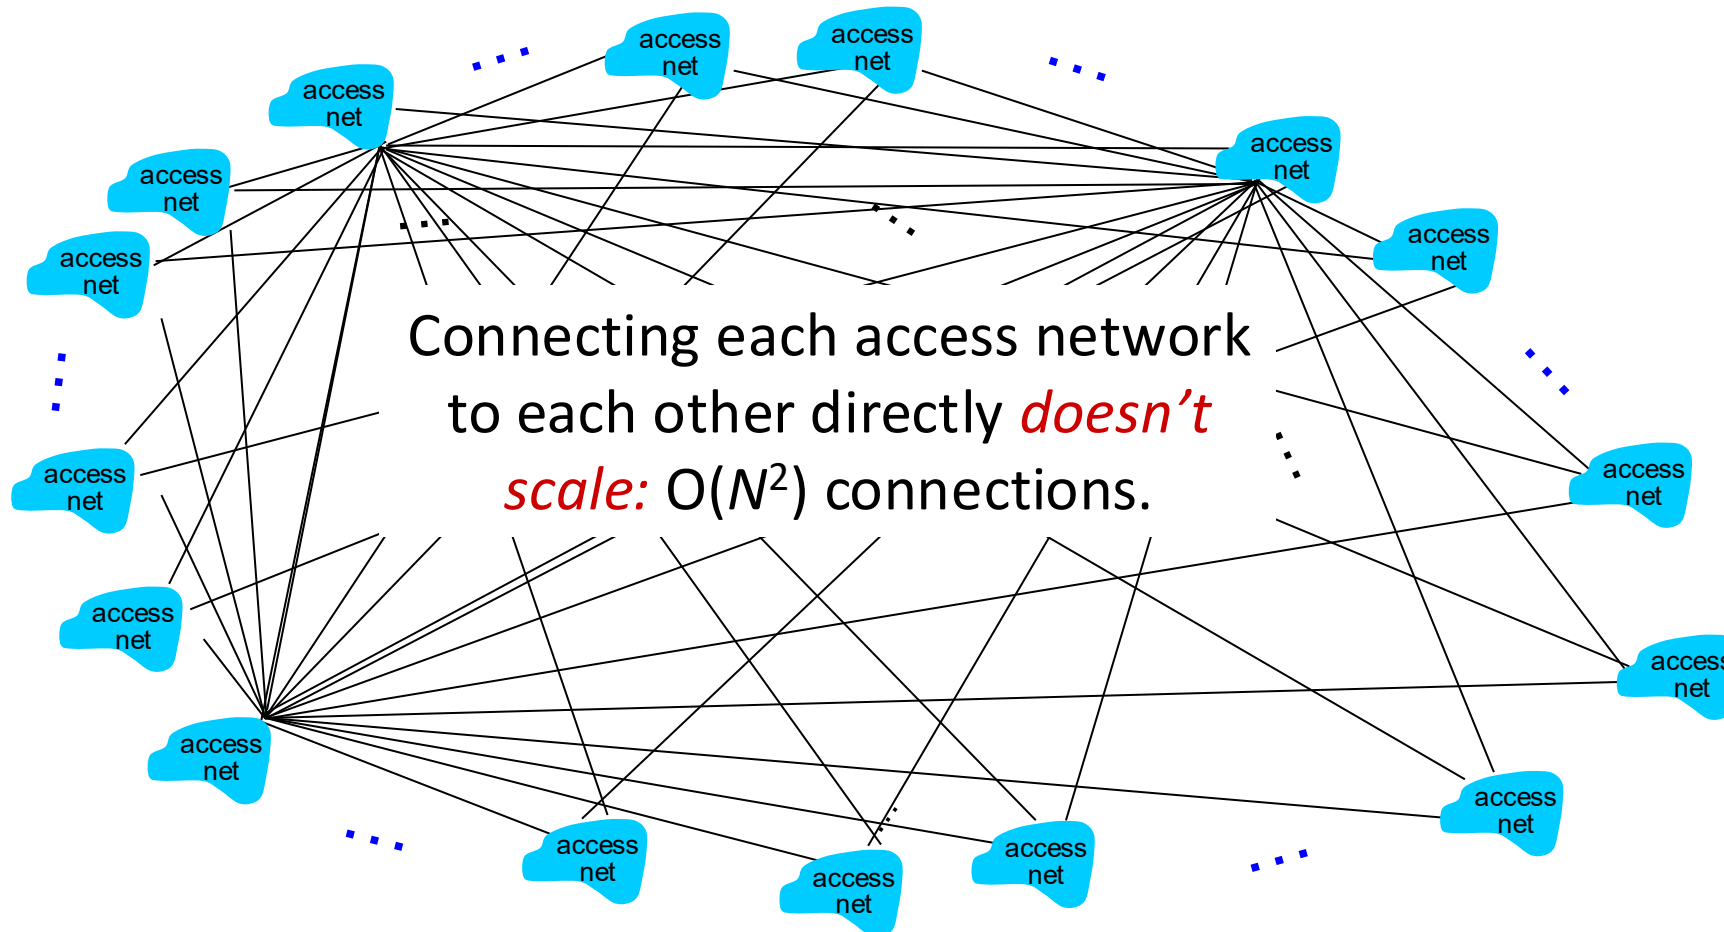 access
net
access
net
access
net
access
net
access
net
access
net
access
net
access
net
Connecting each access network
to each other directly doesn’t
scale: O(N²) connections.
access
net
access
net
access
net
access
net
access
net
access
net
access
net
access
net
access
net